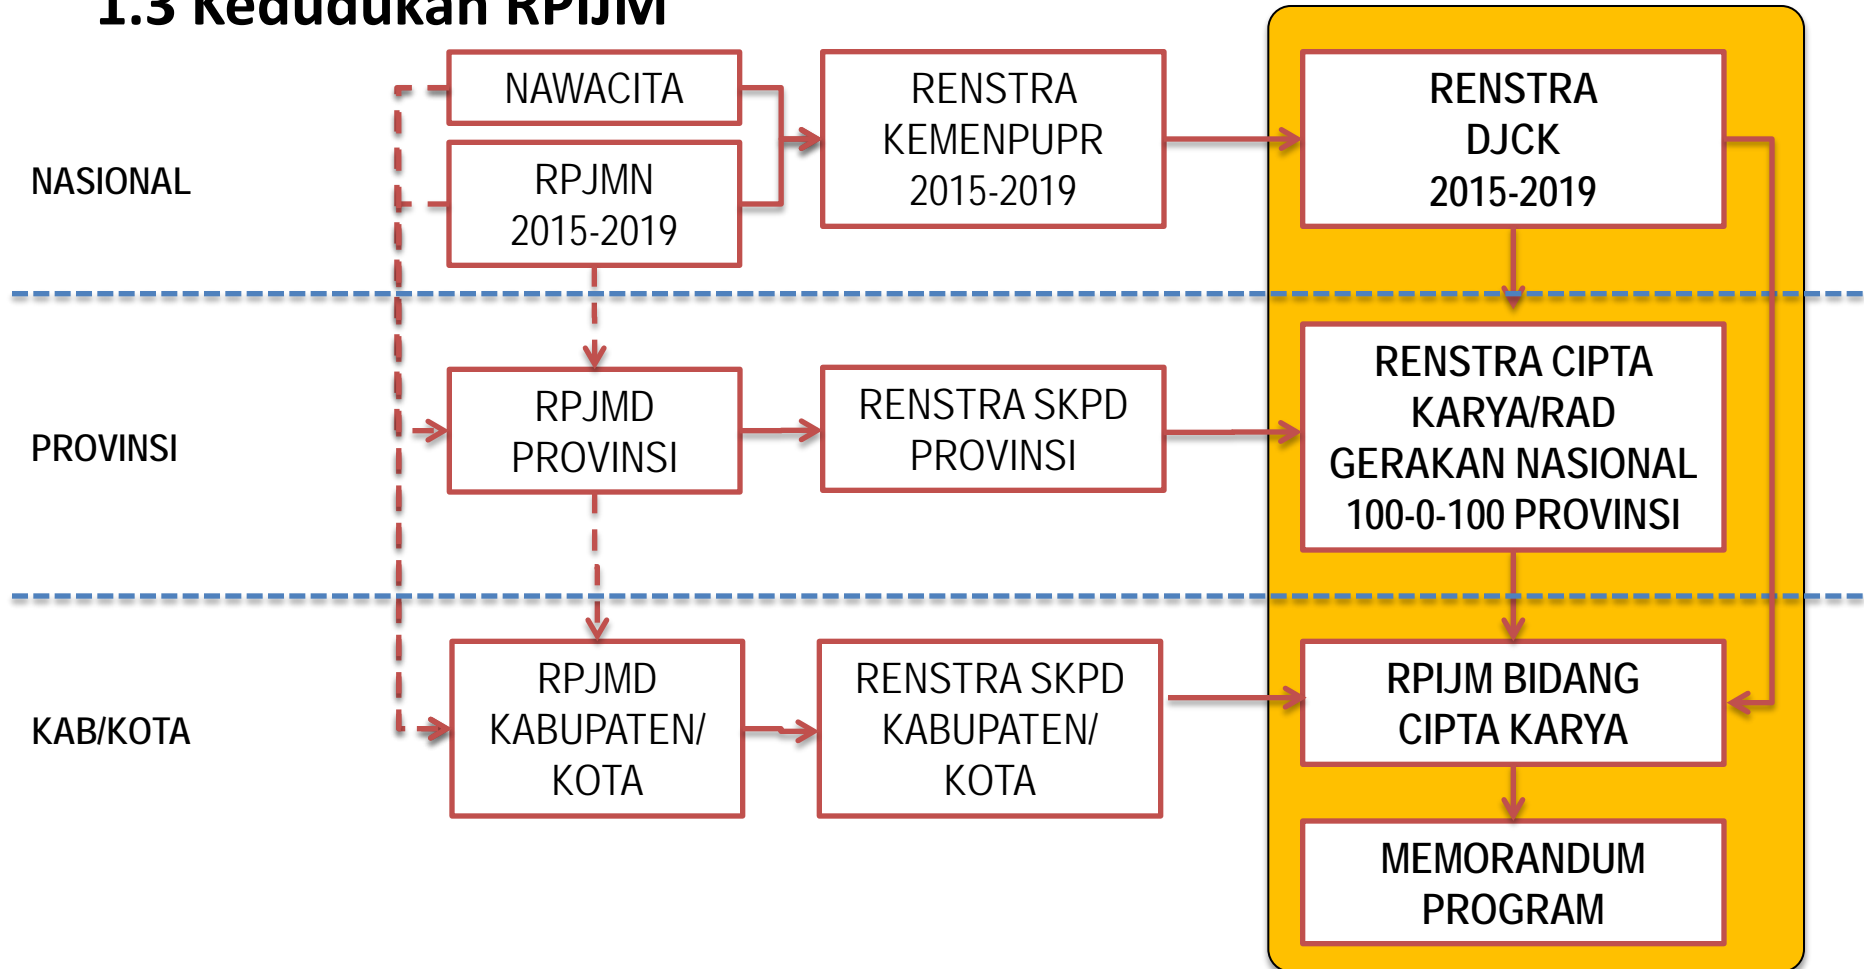 1.3 Kedudukan RPIJM
NASIONAL
NAWACITA
RPJMN
2015-2019
RENSTRA
KEMENPUPR
2015-2019
RENSTRA
DJCK
2015-2019
PROVINSI
RPJMD
PROVINSI
RENSTRA SKPD
PROVINSI
RENSTRA CIPTA
KARYA/RAD
GERAKAN NASIONAL
100-0-100 PROVINSI
KAB/KOTA
RPJMD
KABUPATEN/
KOTA
RENSTRA SKPD
KABUPATEN/
KOTA
RPIJM BIDANG
CIPTA KARYA
MEMORANDUM
PROGRAM